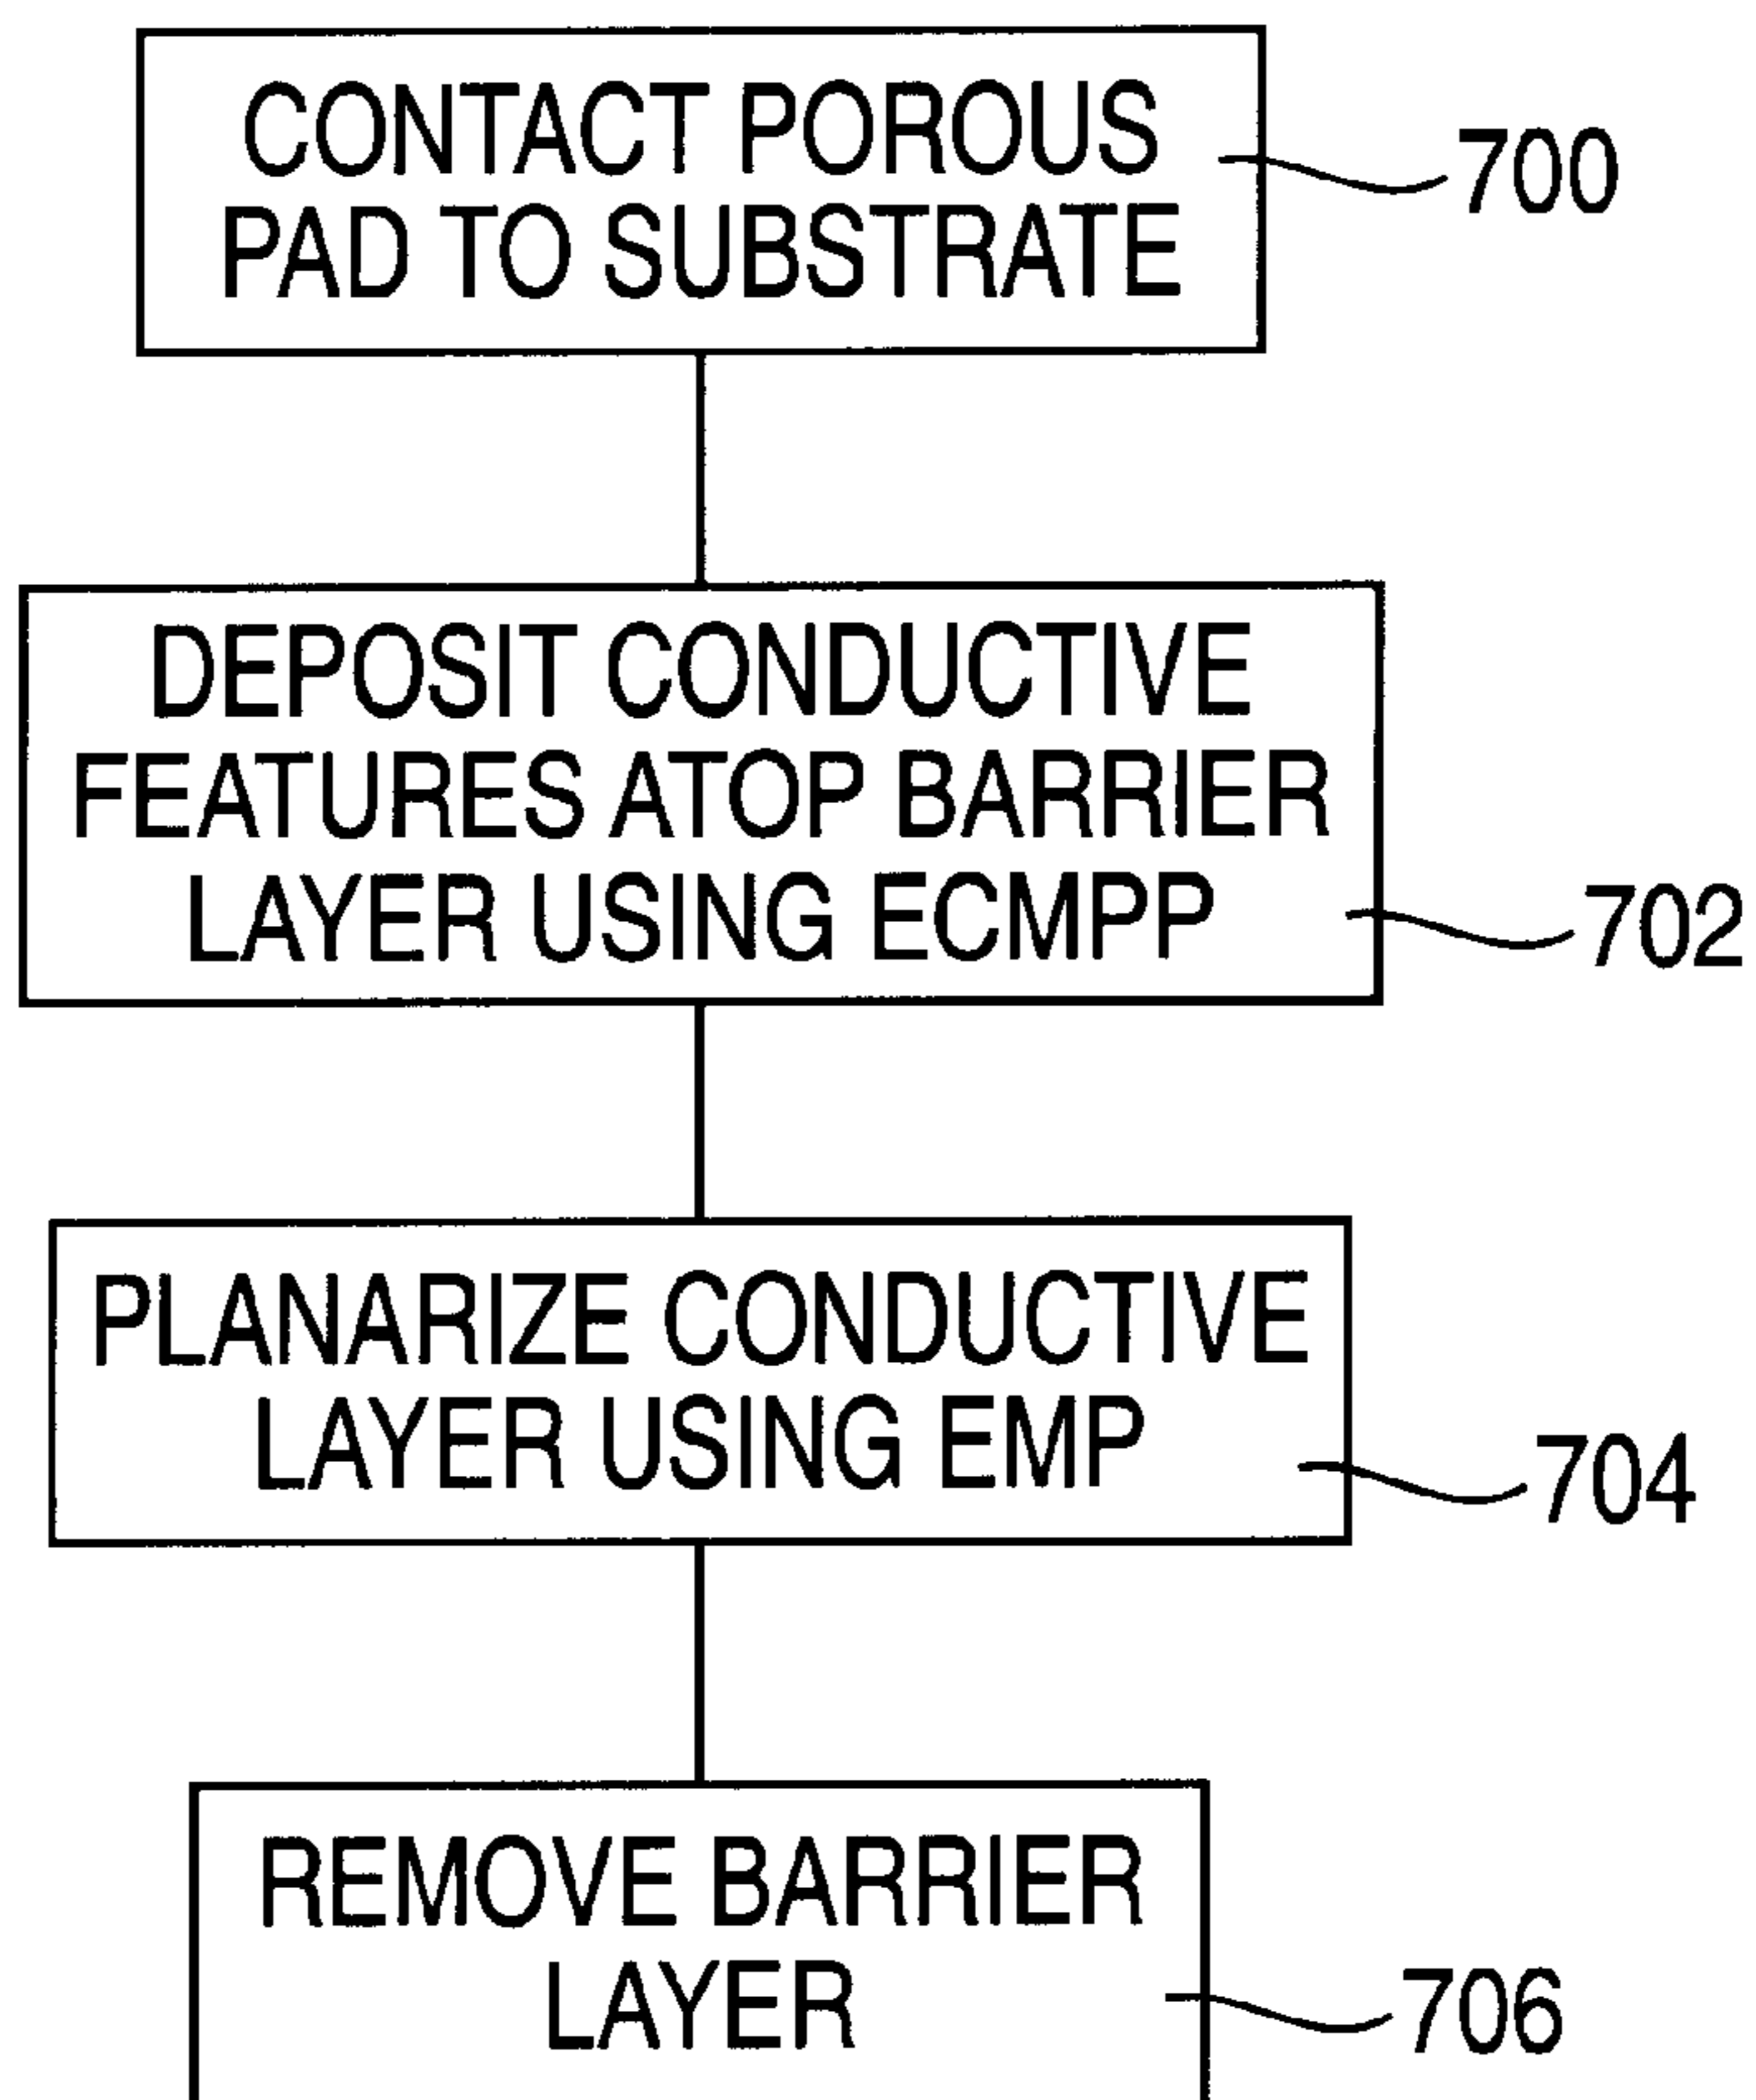 CONTACT POROUS
PAD TO SUBSTRATE
700
DEPOSIT CONDUCTIVE
FEATURES ATOP BARRIER
LAYER USING ECMPP
702
PLANARIZE CONDUCTIVE
LAYER USING EMP
704
REMOVE BARRIER
LAYER
706